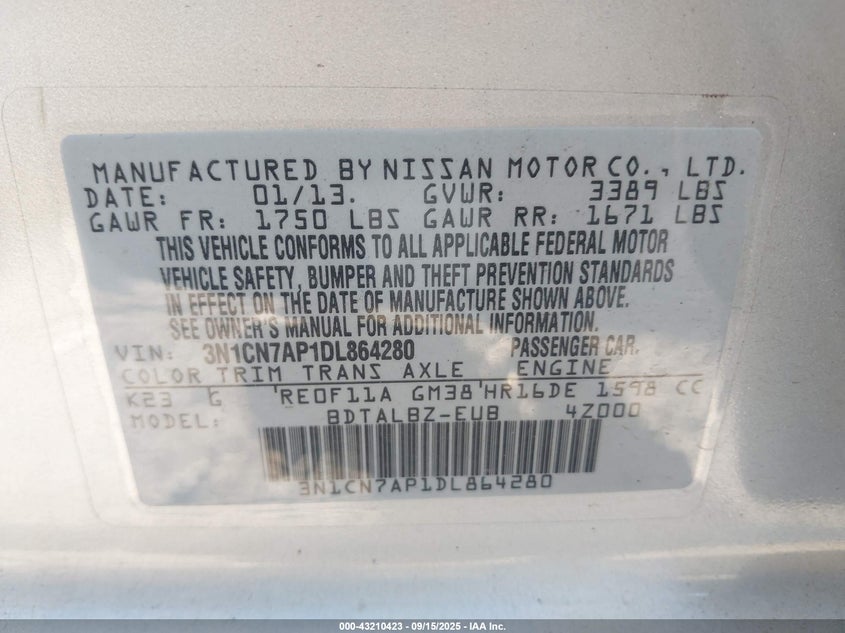 MANUFACTURED BY NISSAN MOTOR CO., LTD.
DATE: 01/13. GVWR: 3389 LBS
GAWR FR: 1750 LBS GAWR RR: 1671 LBS
THIS VEHICLE CONFORMS TO ALL APPLICABLE FEDERAL MOTOR
VEHICLE SAFETY, BUMPER AND THEFT PREVENTION STANDARDS
IN EFFECT ON THE DATE OF MANUFACTURE SHOWN ABOVE.
SEE OWNER'S MANUAL FOR ADDITIONAL INFORMATION.
VIN: 3N1CN7AP1DL864280 PASSENGER CAR.
COLOR TRIM TRANS AXLE ENGINE
K23 G 'RE0F11A GM38'HR16DE 1598 CC
MODEL: BDTALBZ-EUB 4Z000
3N1CN7AP1DL864280
000-43210423 - 09/15/2025 - IAA Inc.